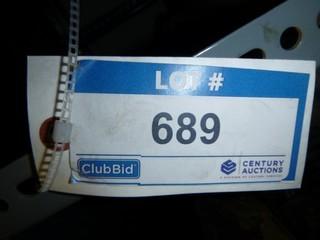 LOT #
689
ClubBid
CENTURY
AUCTIONS